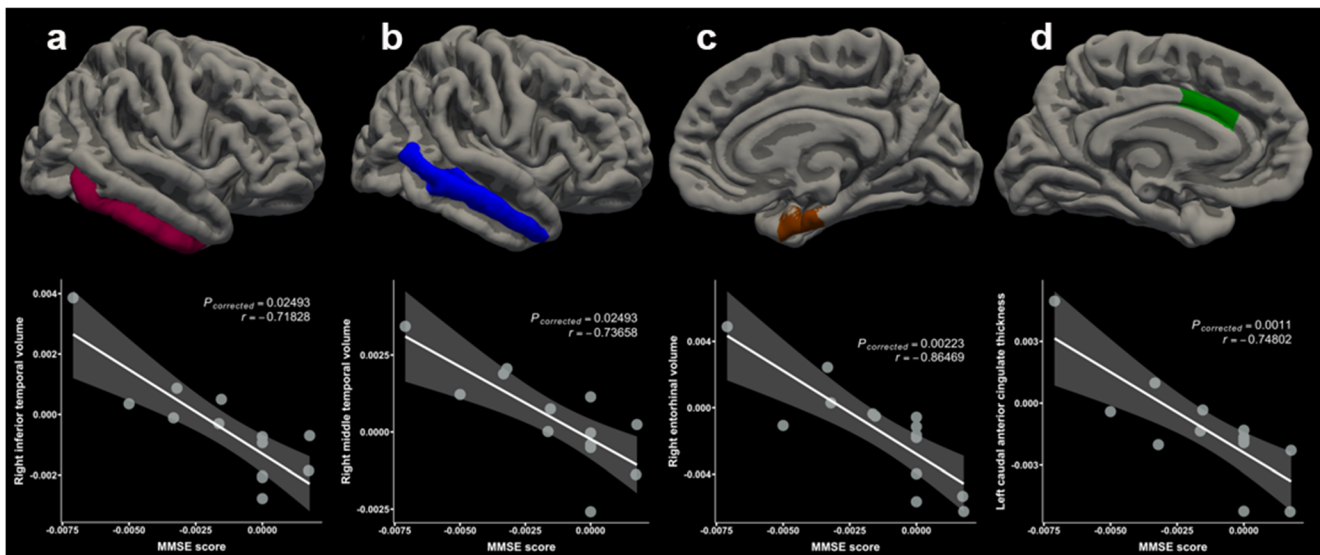 a
b
c
d
P corrected = 0.02493
r = −0.71828
Right inferior temporal volume
0.004
0.002
0.000
-0.002
-0.0075
-0.0050
-0.0025
0.0000
MMSE score
P corrected = 0.02493
r = −0.73658
Right middle temporal volume
0.0025
0.0000
-0.0025
-0.0075
-0.0050
-0.0025
0.0000
MMSE score
P corrected = 0.00223
r = −0.86469
Right entorhinal volume
0.004
0.000
-0.004
-0.0075
-0.0050
-0.0025
0.0000
MMSE score
P corrected = 0.0011
r = −0.74802
Left caudal anterior cingulate thickness
0.003
0.000
-0.003
-0.0075
-0.0050
-0.0025
0.0000
MMSE score